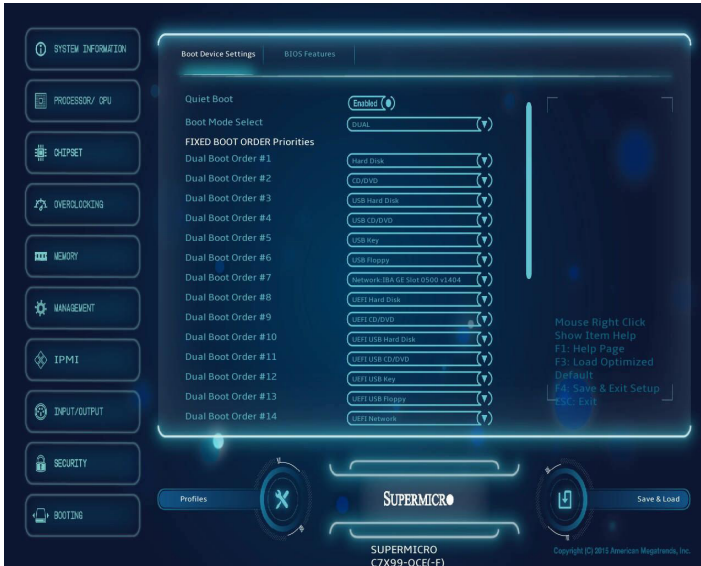 SYSTEM INFORMATION
PROCESSOR/ CPU
CHIPSET
OVERCLOCKING
MEMORY
MANAGEMENT
IPMI
INPUT/OUTPUT
SECURITY
BOOTING
Boot Device Settings
BIOS Features
Quiet Boot
Enabled
Boot Mode Select
DUAL
FIXED BOOT ORDER Priorities
Dual Boot Order #1
Hard Disk
Dual Boot Order #2
CD/DVD
Dual Boot Order #3
USB Hard Disk
Dual Boot Order #4
USB CD/DVD
Dual Boot Order #5
USB Key
Dual Boot Order #6
USB Floppy
Dual Boot Order #7
Network:IBA GE Slot 0500 v1404
Dual Boot Order #8
UEFI Hard Disk
Dual Boot Order #9
UEFI CD/DVD
Dual Boot Order #10
UEFI USB Hard Disk
Dual Boot Order #11
UEFI USB CD/DVD
Dual Boot Order #12
UEFI USB Key
Dual Boot Order #13
UEFI USB Floppy
Dual Boot Order #14
UEFI Network
Mouse Right Click
Show Item Help
F1: Help Page
F3: Load Optimized
Default
F4: Save & Exit Setup
ESC: Exit
Profiles
SUPERMICRO
Save & Load
SUPERMICRO
C7X99-OCE(-F)
Copyright (C) 2015 American Megatrends, Inc.